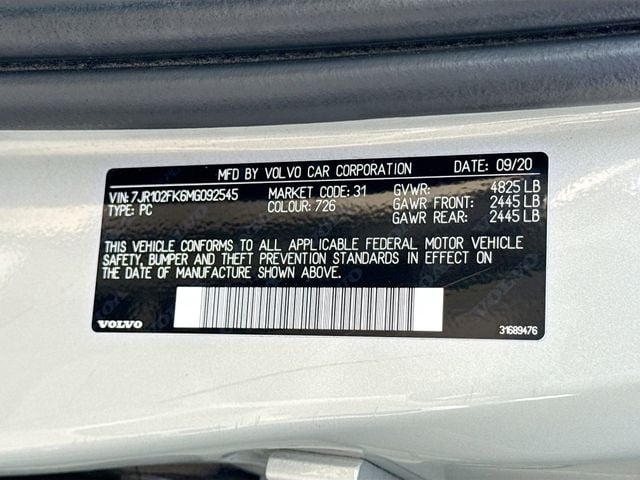 MFD BY VOLVO CAR CORPORATION DATE: 09/20
VIN: 7JR102FK6MG092545 MARKET CODE: 31 GVWR: 4825 LB
TYPE: PC COLOUR: 726 GAWR FRONT: 2445 LB
GAWR REAR: 2445 LB
THIS VEHICLE CONFORMS TO ALL APPLICABLE FEDERAL MOTOR VEHICLE
SAFETY, BUMPER AND THEFT PREVENTION STANDARDS IN EFFECT ON
THE DATE OF MANUFACTURE SHOWN ABOVE.
VOLVO 31689476